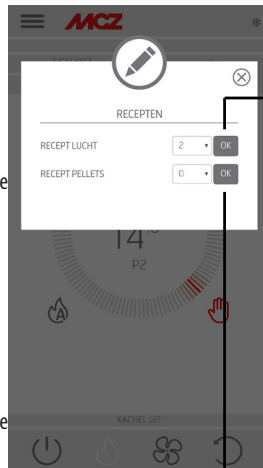 MCZ
RECEPTEN
RECEPT LUCHT 2 OK
RECEPT PELLETS 0 OK
14
P2
A
KACHEL UIT
e
e